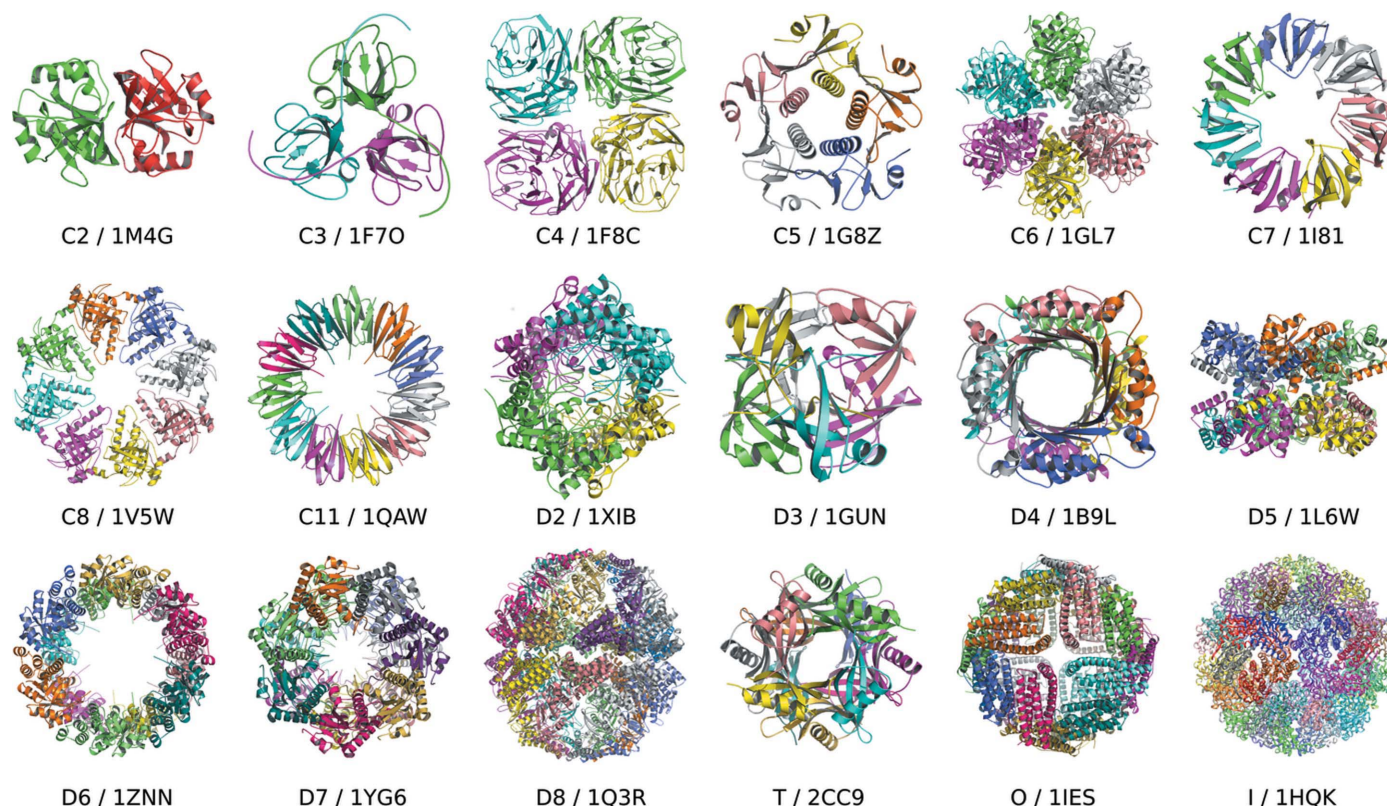 C2 / 1M4G C3 / 1F7O C4 / 1F8C C5 / 1G8Z C6 / 1GL7 C7 / 1I81
C8 / 1V5W C11 / 1QAW D2 / 1XIB D3 / 1GUN D4 / 1B9L D5 / 1L6W
D6 / 1ZNN D7 / 1YG6 D8 / 1Q3R T / 2CC9 O / 1IES I / 1HQK